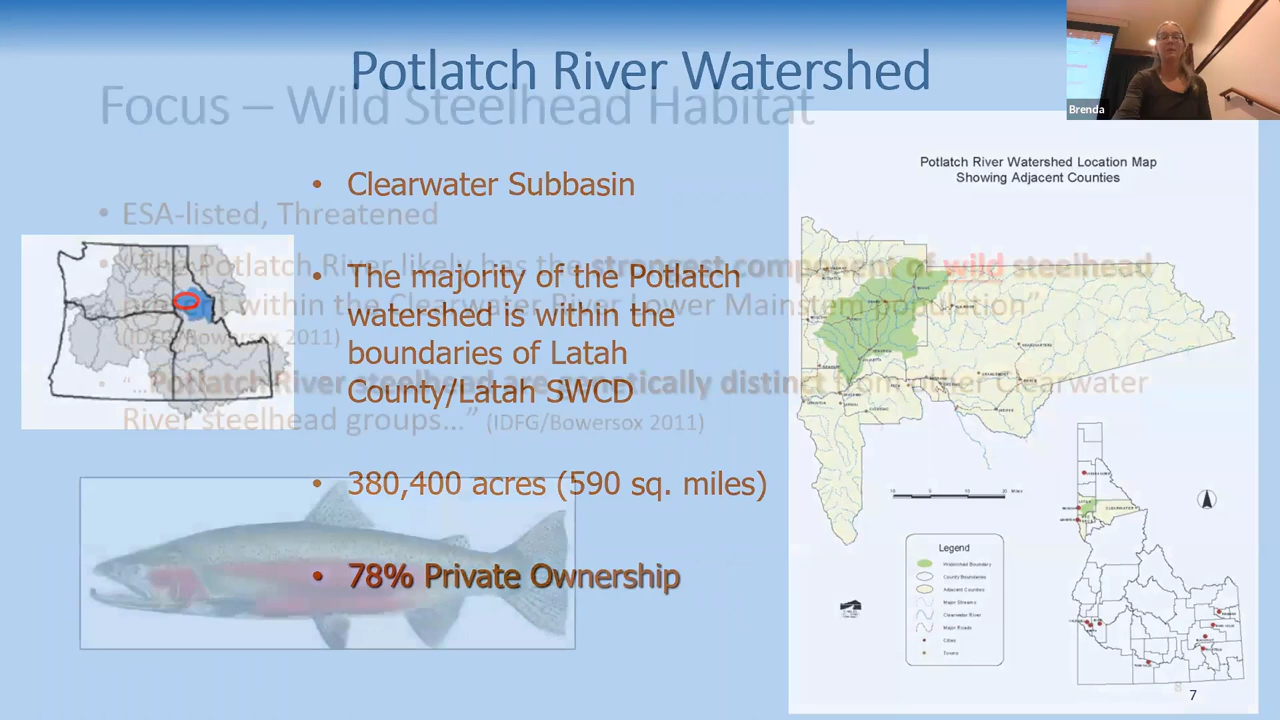 Potlatch River Watershed
Focus – Wild Steelhead Habitat
Brenda
• Clearwater Subbasin
• ESA-listed, Threatened
• The majority of the Potlatch
watershed is within the
boundaries of Latah
County/Latah SWCD
• "The Potlatch River likely has the strongest component of wild steelhead
within the Clearwater River Lower Mainstem population"
(IDFG/Bowersox 2011)
• "...Potlatch River steelhead are genetically distinct from other Clearwater
River steelhead groups..." (IDFG/Bowersox 2011)
• 380,400 acres (590 sq. miles)
• 78% Private Ownership
Potlatch River Watershed Location Map
Showing Adjacent Counties
Legend
Watershed Boundary
County Boundaries
Adjacent Counties
Major Streams
Clearwater River
Major Roads
Cities
Towns
CLEARWATER
8
7